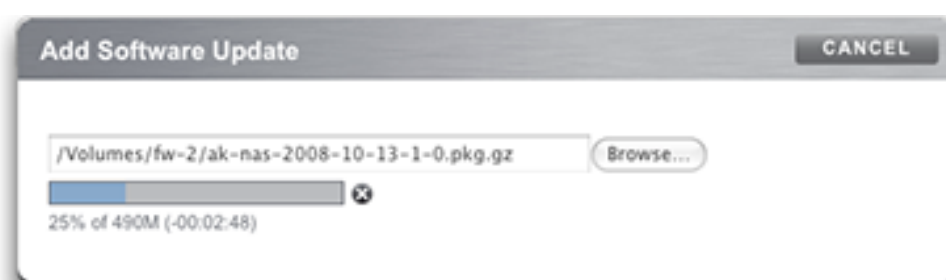 Add Software Update
CANCEL
/Volumes/fw-2/ak-nas-2008-10-13-1-0.pkg.gz
Browse...
25% of 490M (-00:02:48)